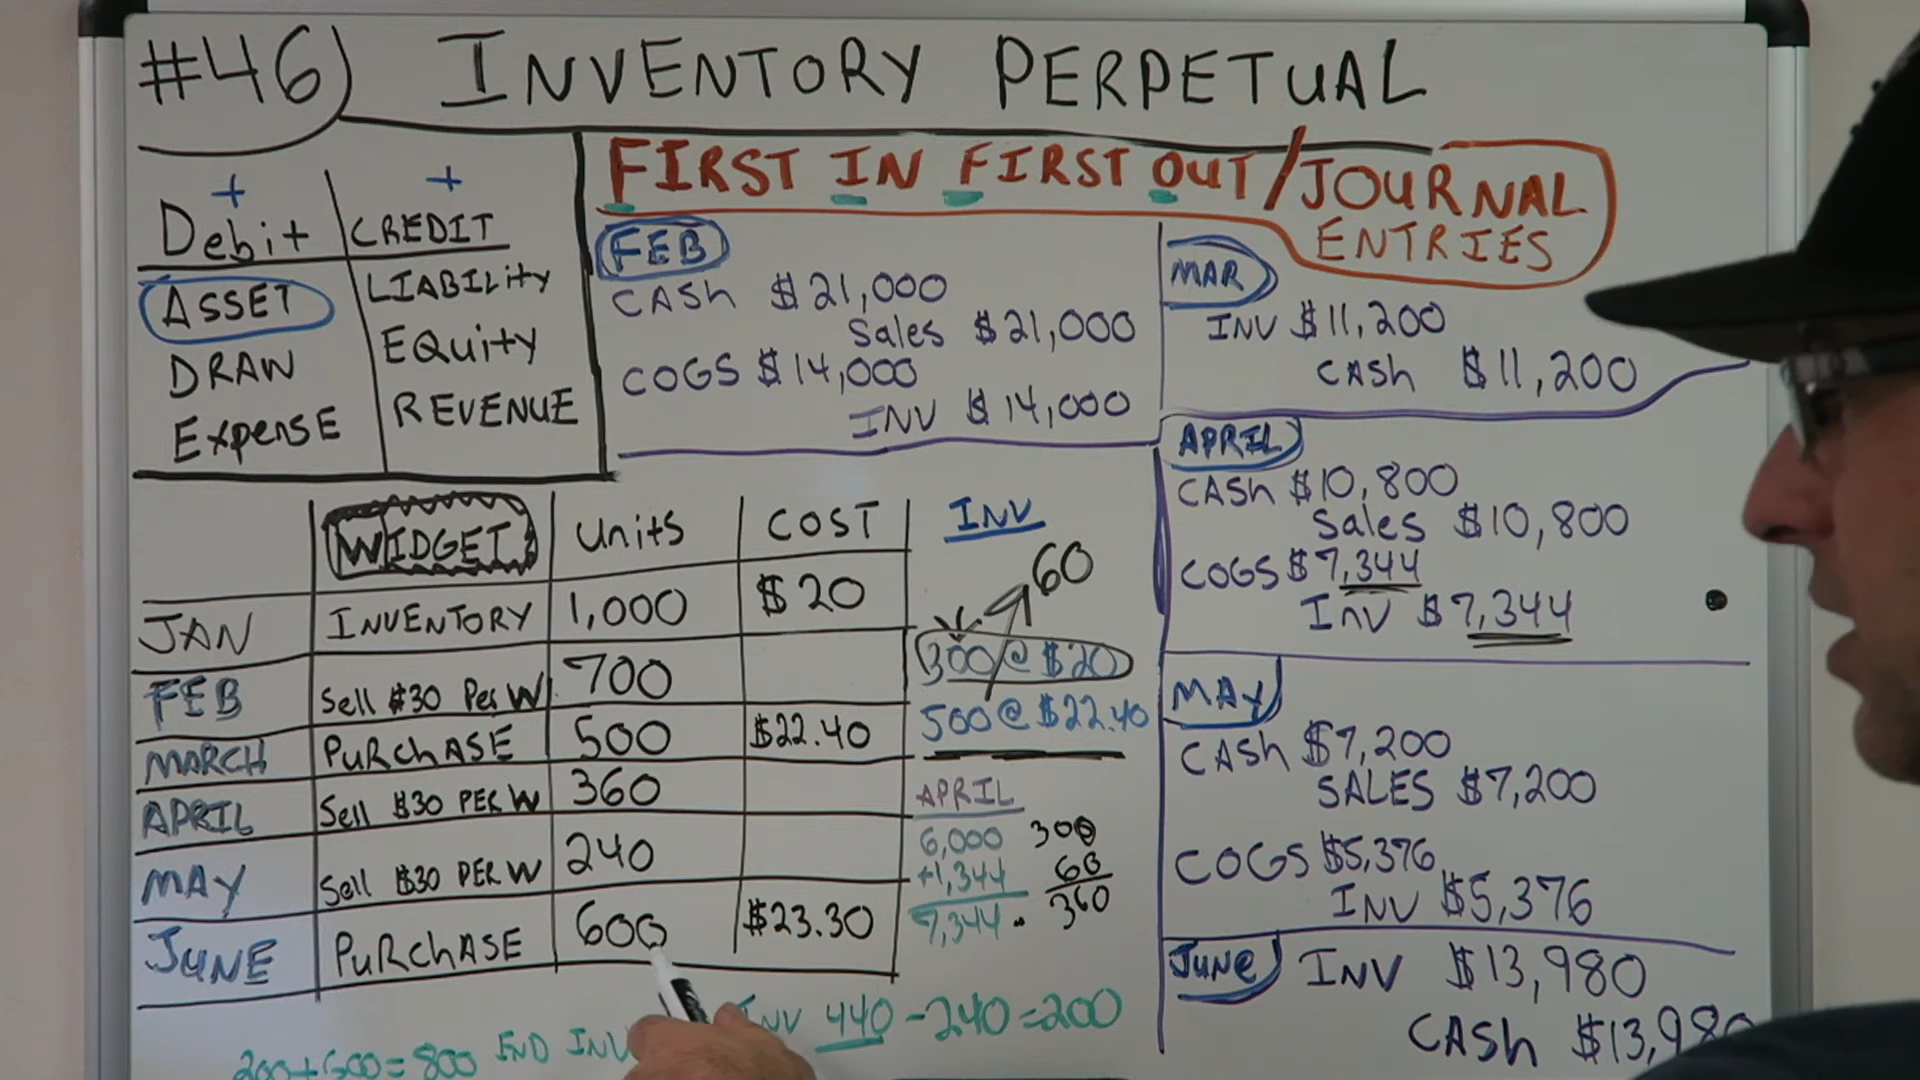 #46) INVENTORY PERPETUAL
FIRST IN FIRST OUT / JOURNAL ENTRIES
+ +
Debit CREDIT
ASSET LIABILITY
DRAW EQUITY
EXPENSE REVENUE
FEB
CASH $21,000
Sales $21,000
COGS $14,000
INV $14,000
MAR
INV $11,200
CASH $11,200
APRIL
CASH $10,800
Sales $10,800
COGS $7,344
INV $7,344
MAY
CASH $7,200
SALES $7,200
COGS $5,376
INV $5,376
JUNE INV $13,980
CASH $13,980
WIDGET Units COST
JAN INVENTORY 1,000 $20
FEB Sell $30 Per W 700
MARCH PURCHASE 500 $22.40
APRIL Sell $30 PER W 360
MAY Sell $30 PER W 240
JUNE PURCHASE 600 $23.30
INV
60
300 @ $20
500 @ $22.40
APRIL
6,000 300
+1,344 60
7,344 360
INV 440 - 240 = 200
200+600=800 END INV